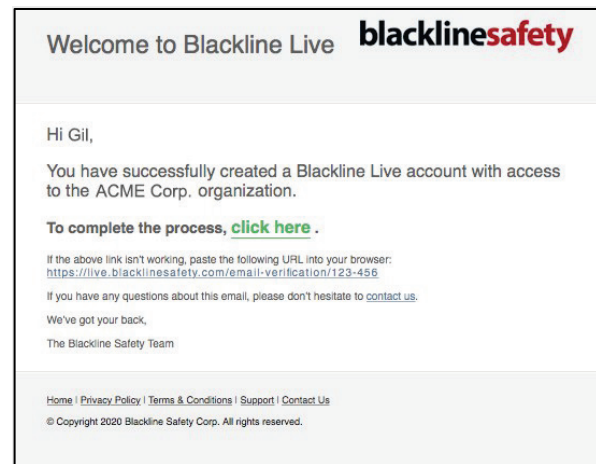 Welcome to Blackline Live
blacklinesafety
Hi Gil,
You have successfully created a Blackline Live account with access
to the ACME Corp. organization.
To complete the process, click here .
If the above link isn't working, paste the following URL into your browser:
https://live.blacklinesafety.com/email-verification/123-456
If you have any questions about this email, please don't hesitate to contact us.
We've got your back,
The Blackline Safety Team
Home | Privacy Policy | Terms & Conditions | Support | Contact Us
© Copyright 2020 Blackline Safety Corp. All rights reserved.